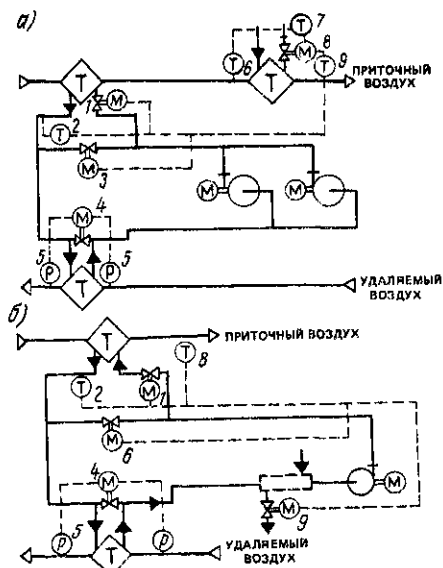 а)
Т 7
М 8
Т Т 6 Т 9
ПРИТОЧНЫЙ
ВОЗДУХ
1 М
Т 2
М
3
М М
4
М
5 Р Р 5
Т
УДАЛЯЕМЫЙ
ВОЗДУХ
б)
Т ПРИТОЧНЫЙ ВОЗДУХ
Т 8
Т 2 М 1
М
6
4
М М
5 М 9
Р Р
УДАЛЯЕМЫЙ
ВОЗДУХ
Т